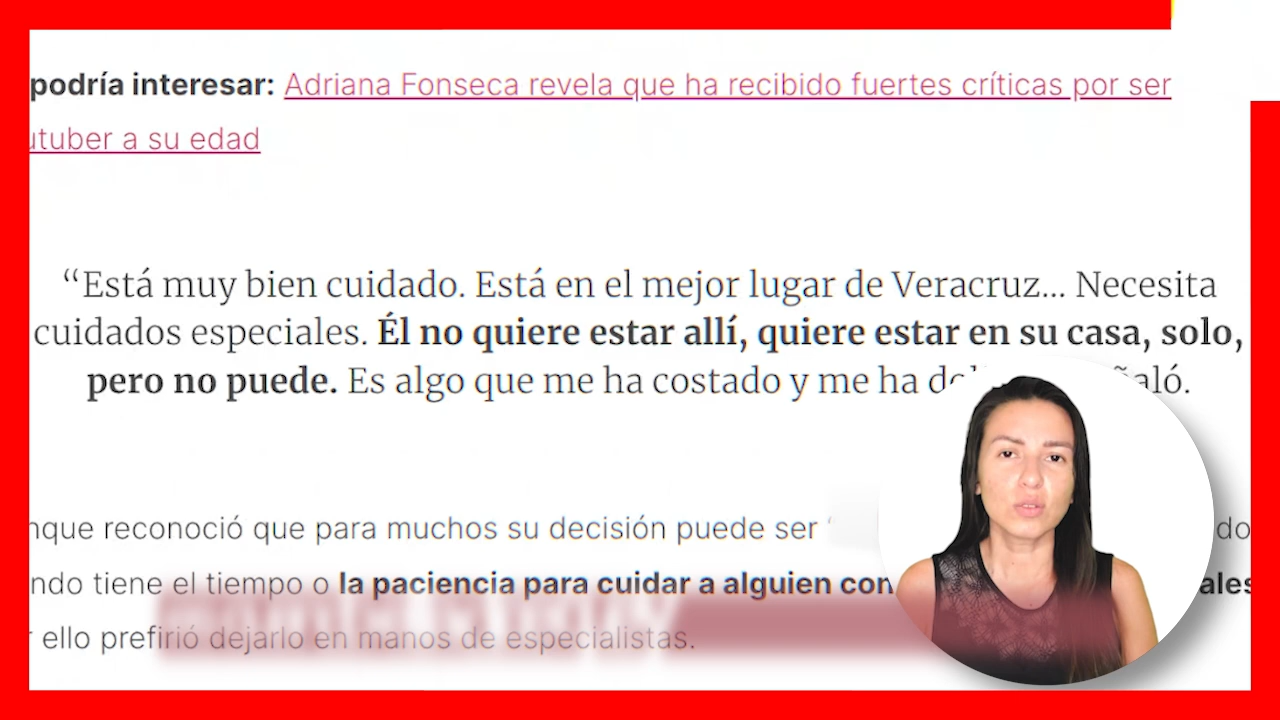 podría interesar: Adriana Fonseca revela que ha recibido fuertes críticas por ser
utuber a su edad
“Está muy bien cuidado. Está en el mejor lugar de Veracruz... Necesita
cuidados especiales. Él no quiere estar allí, quiere estar en su casa, solo,
pero no puede. Es algo que me ha costado y me ha
nque reconoció que para muchos su decisión puede ser
ndo tiene el tiempo o la paciencia para cuidar a alguien con
ello prefirió dejarlo en manos de especialistas.